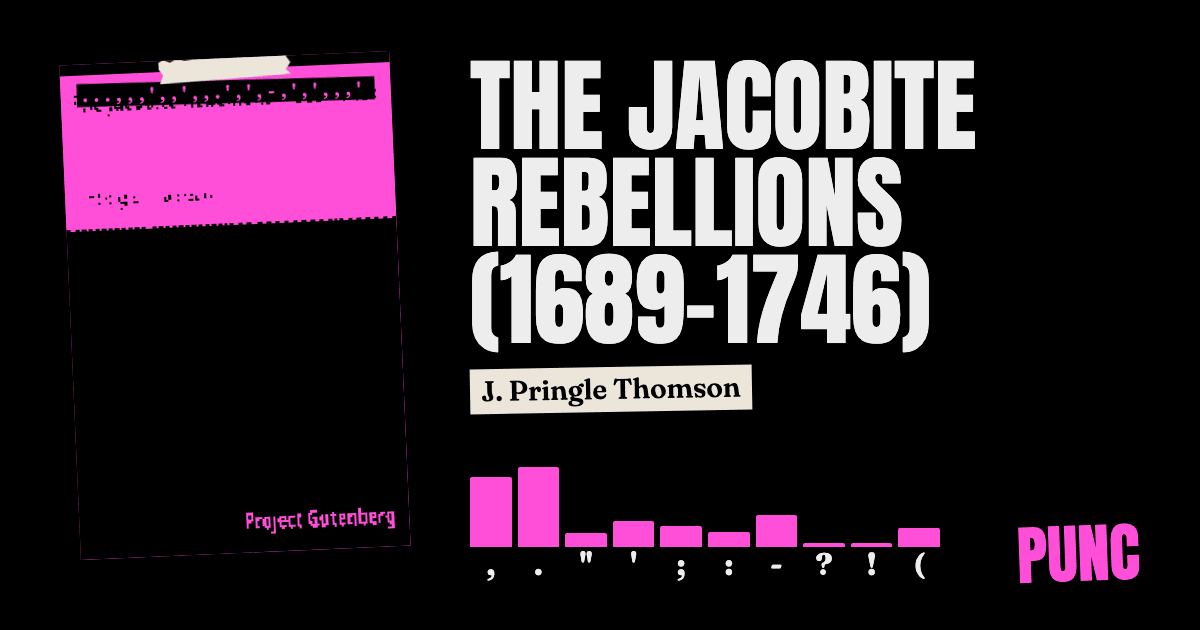 ...,,,',,',,.',',-,',',,,'
Project Gutenberg
THE JACOBITE
REBELLIONS
(1689-1746)
J. Pringle Thomson
, . " ' ; : - ? ! (
PUNC